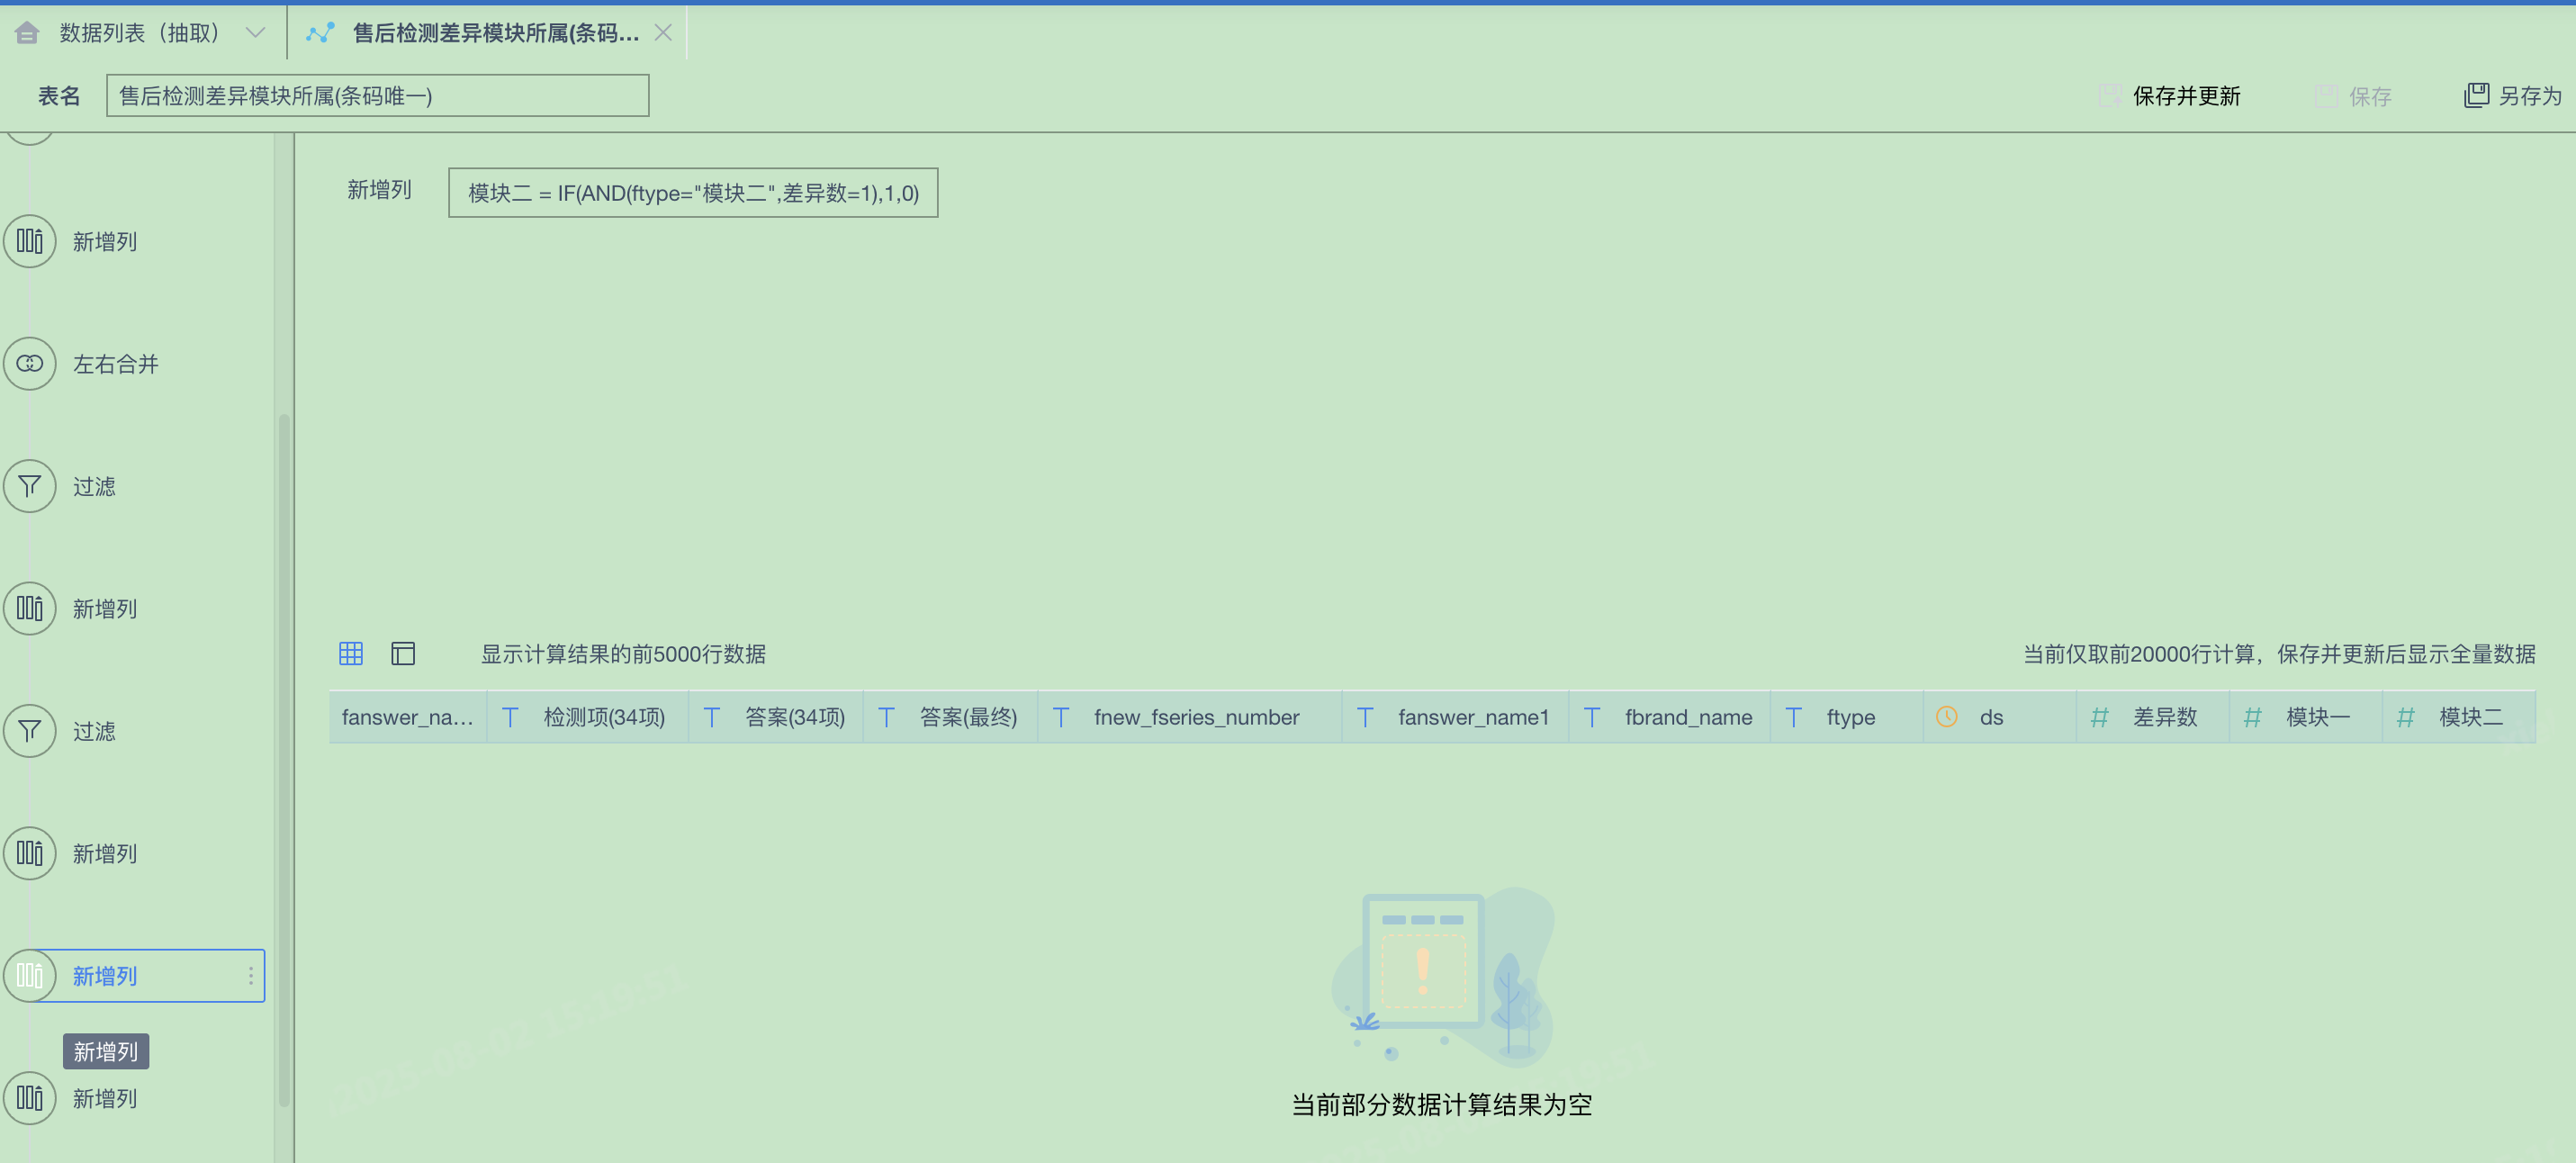 数据列表（抽取）
售后检测差异模块所属(条码...
表名
售后检测差异模块所属(条码唯一)
保存并更新
保存
另存为
新增列
左右合并
过滤
新增列
过滤
新增列
新增列
新增列
新增列
新增列
模块二 = IF(AND(ftype="模块二",差异数=1),1,0)
显示计算结果的前5000行数据
当前仅取前20000行计算，保存并更新后显示全量数据
fanswer_na...
检测项(34项)
答案(34项)
答案(最终)
fnew_fseries_number
fanswer_name1
fbrand_name
ftype
ds
差异数
模块一
模块二
当前部分数据计算结果为空
2025-08-02 15:19:51